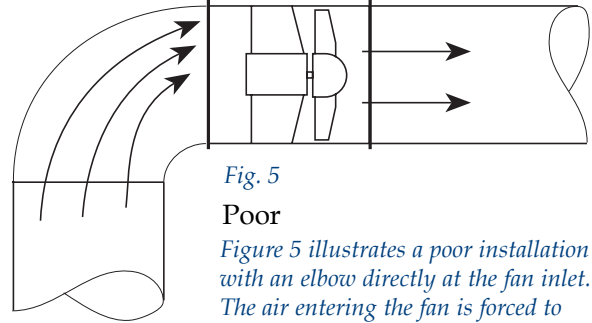 Fig. 5
Poor
Figure 5 illustrates a poor installation
with an elbow directly at the fan inlet.
The air entering the fan is forced to